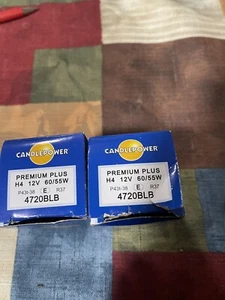 CANDLEPOWER
PREMIUM PLUS
H4 12V 60/55W
P43t-38 E R37
4720BLB
CANDLEPOWER
PREMIUM PLUS
H4 12V 60/55W
P43t-38 E R37
4720BLB